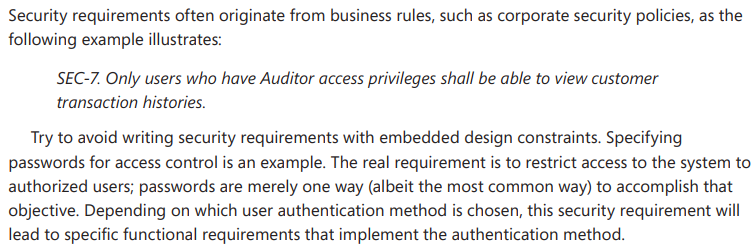 Security requirements often originate from business rules, such as corporate security policies, as the
following example illustrates:
SEC-7. Only users who have Auditor access privileges shall be able to view customer
transaction histories.
Try to avoid writing security requirements with embedded design constraints. Specifying
passwords for access control is an example. The real requirement is to restrict access to the system to
authorized users; passwords are merely one way (albeit the most common way) to accomplish that
objective. Depending on which user authentication method is chosen, this security requirement will
lead to specific functional requirements that implement the authentication method.